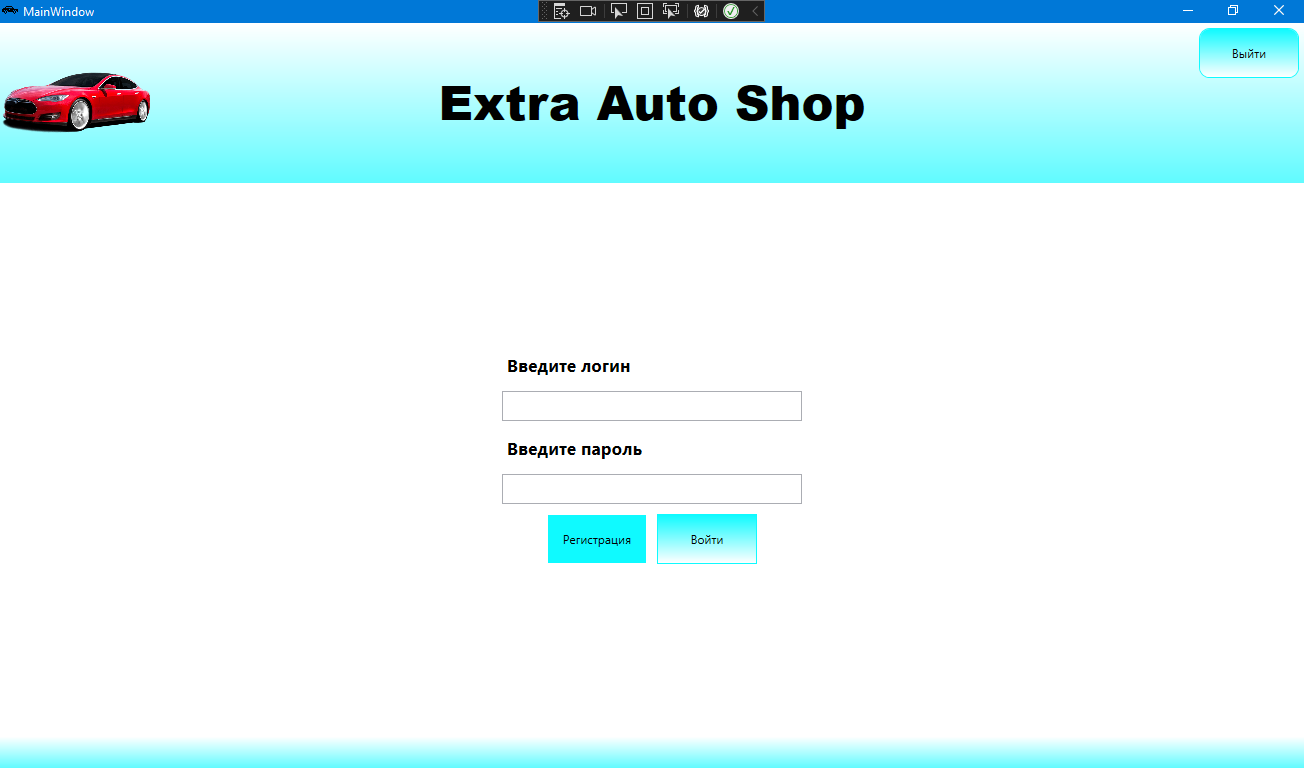 MainWindow
Выйти
Extra Auto Shop
Введите логин
Введите пароль
Регистрация
Войти